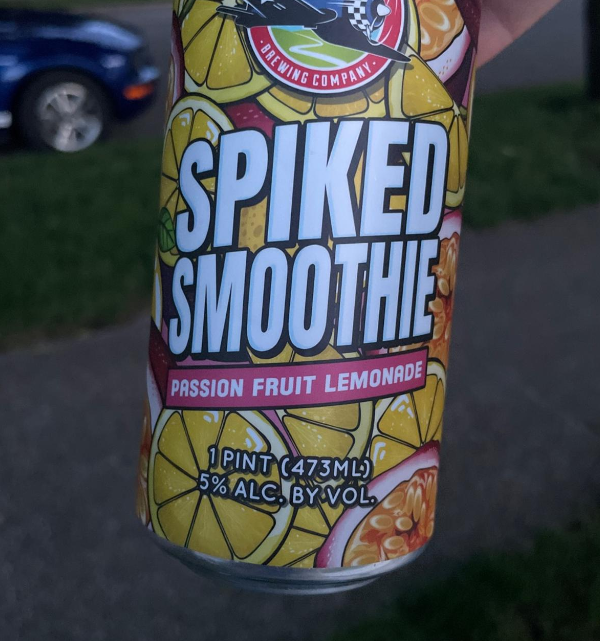 BREWING COMPANY
SPIKED
SMOOTHIE
PASSION FRUIT LEMONADE
1 PINT (473ML)
5% ALC. BY VOL.